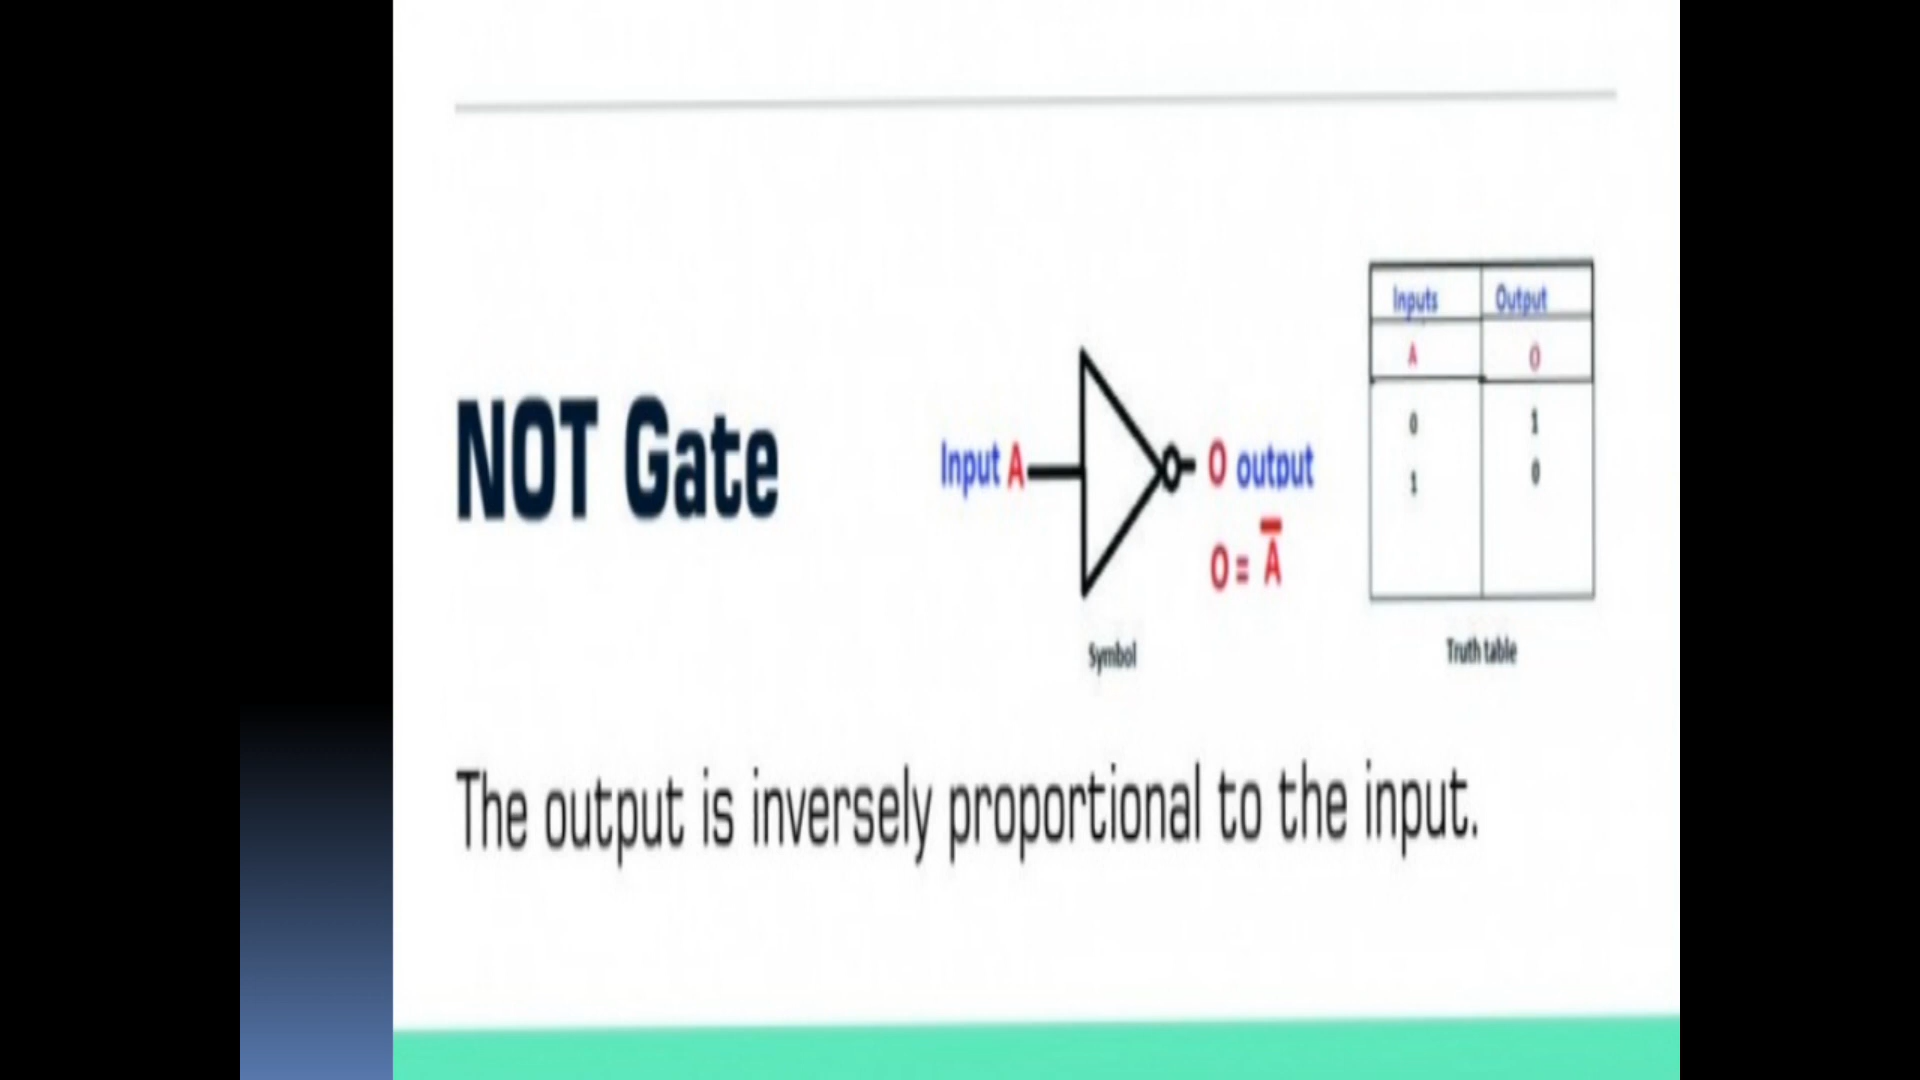 Inputs Output
A O
0 1
1 0
NOT Gate
Input A O output
O = A̅
Symbol
Truth table
The output is inversely proportional to the input.